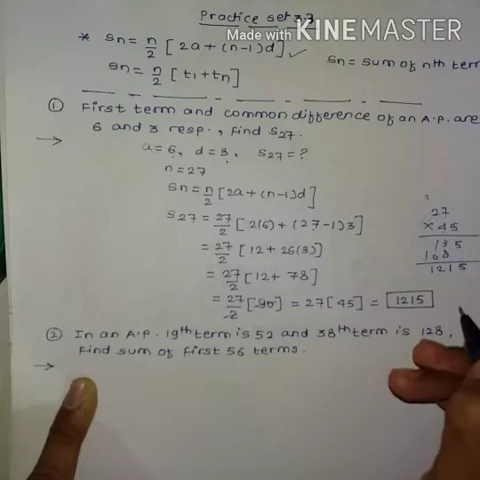 Practice set 3.3
Made with KINEMASTER
* Sn = n/2 [2a + (n-1)d] ✓
Sn = sum of nth term
Sn = n/2 [t1 + tn]
① First term and common difference of an A.P. are
6 and 3 resp., find S27.
→ a = 6, d = 3, S27 = ?
n = 27
Sn = n/2 [2a + (n-1)d]
S27 = 27/2 [2(6) + (27-1)3]
= 27/2 [12 + 26(3)]
= 27/2 [12 + 78]
= 27/2 [90] = 27[45] = 1215
27
×45
135
108
1215
② In an A.P. 19th term is 52 and 38th term is 128,
Find sum of first 56 terms.
→